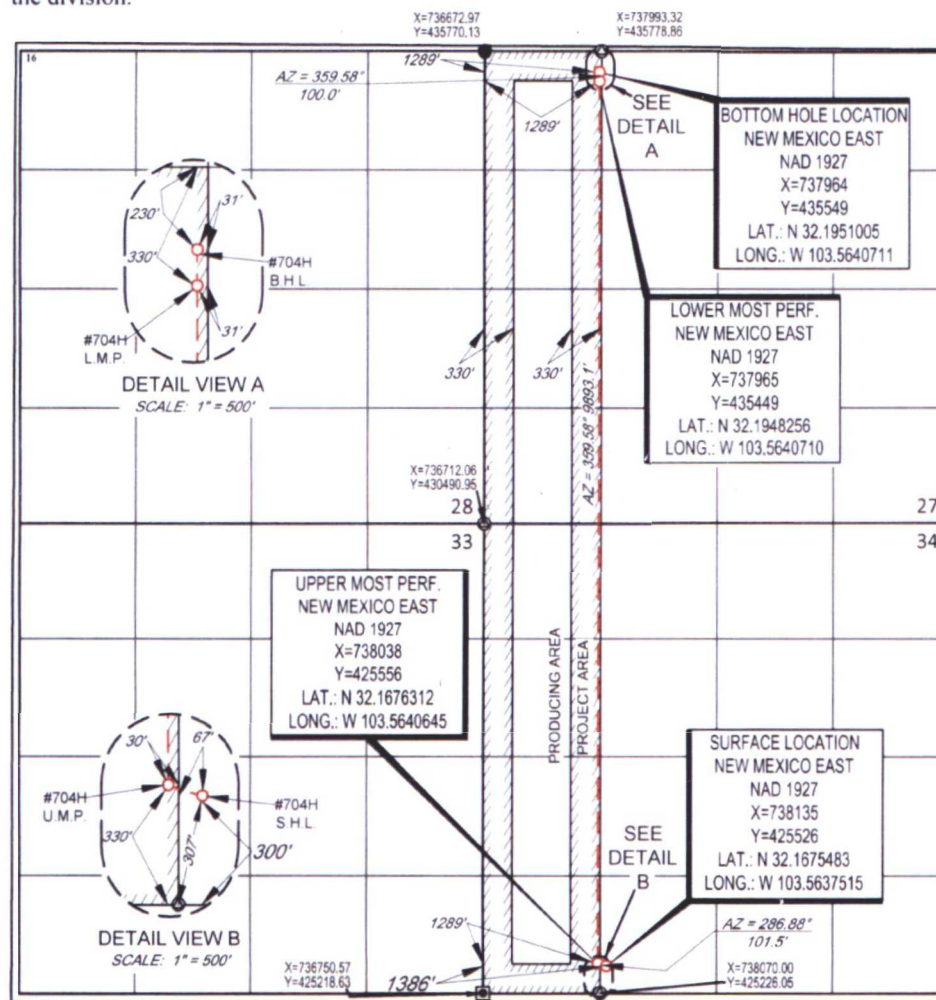 the division.
X=736672.97
Y=435770.13
X=737993.32
Y=435778.86
16
1289'
AZ = 359.58°
100.0'
1289'
SEE
DETAIL
A
BOTTOM HOLE LOCATION
NEW MEXICO EAST
NAD 1927
X=737964
Y=435549
LAT.: N 32.1951005
LONG.: W 103.5640711
230'
31'
330'
#704H
B.H.L.
#704H
L.M.P.
31'
DETAIL VIEW A
SCALE: 1" = 500'
LOWER MOST PERF.
NEW MEXICO EAST
NAD 1927
X=737965
Y=435449
LAT.: N 32.1948256
LONG.: W 103.5640710
330'
330'
AZ = 359.58° 9893.1'
X=736712.06
Y=430490.95
28
27
33
34
UPPER MOST PERF.
NEW MEXICO EAST
NAD 1927
X=738038
Y=425556
LAT.: N 32.1676312
LONG.: W 103.5640645
PRODUCING AREA
PROJECT AREA
SURFACE LOCATION
NEW MEXICO EAST
NAD 1927
X=738135
Y=425526
LAT.: N 32.1675483
LONG.: W 103.5637515
30'
67'
#704H
U.M.P.
#704H
S.H.L.
330'
307'
300'
DETAIL VIEW B
SCALE: 1" = 500'
SEE
DETAIL
B
1289'
AZ = 286.88°
101.5'
1386'
X=736750.57
Y=425218.63
X=738070.00
Y=425226.05